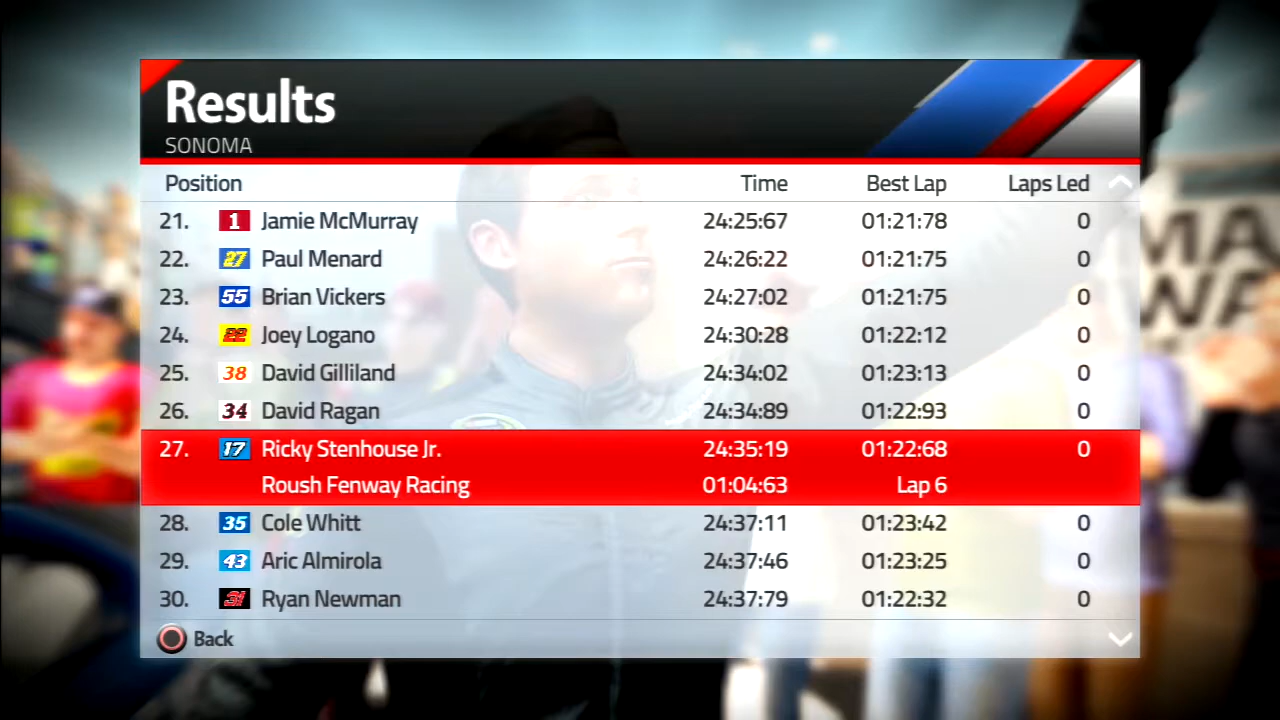 Results
SONOMA
Position Time Best Lap Laps Led
21. 1 Jamie McMurray 24:25:67 01:21:78 0
22. 27 Paul Menard 24:26:22 01:21:75 0
23. 55 Brian Vickers 24:27:02 01:21:75 0
24. 22 Joey Logano 24:30:28 01:22:12 0
25. 38 David Gilliland 24:34:02 01:23:13 0
26. 34 David Ragan 24:34:89 01:22:93 0
27. 17 Ricky Stenhouse Jr. 24:35:19 01:22:68 0
Roush Fenway Racing 01:04:63 Lap 6
28. 35 Cole Whitt 24:37:11 01:23:42 0
29. 43 Aric Almirola 24:37:46 01:23:25 0
30. 31 Ryan Newman 24:37:79 01:22:32 0
Back